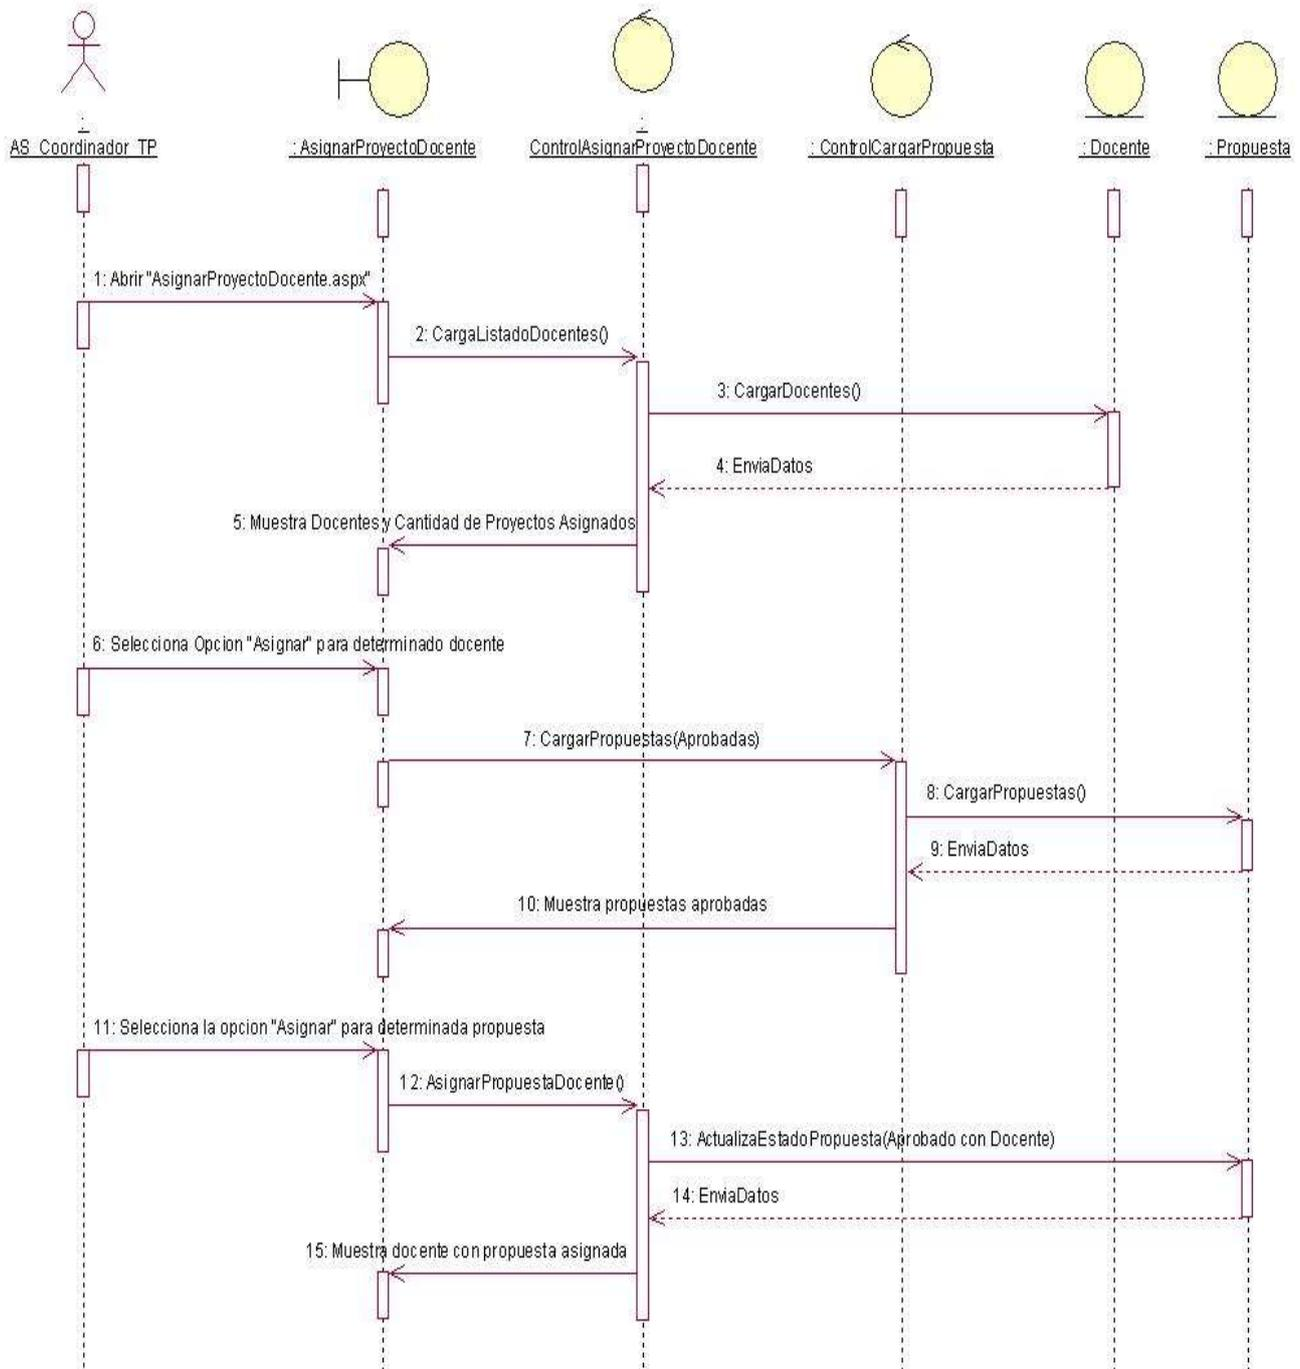 :
AS_Coordinador_TP
: AsignarProyectoDocente
:
ControlAsignarProyectoDocente
: ControlCargarPropuesta
: Docente
: Propuesta
1: Abrir "AsignarProyectoDocente.aspx"
2: CargaListadoDocentes()
3: CargarDocentes()
4: EnviaDatos
5: Muestra Docentes y Cantidad de Proyectos Asignados
6: Selecciona Opcion "Asignar" para determinado docente
7: CargarPropuestas(Aprobadas)
8: CargarPropuestas()
9: EnviaDatos
10: Muestra propuestas aprobadas
11: Selecciona la opcion "Asignar" para determinada propuesta
12: AsignarPropuestaDocente()
13: ActualizaEstadoPropuesta(Aprobado con Docente)
14: EnviaDatos
15: Muestra docente con propuesta asignada